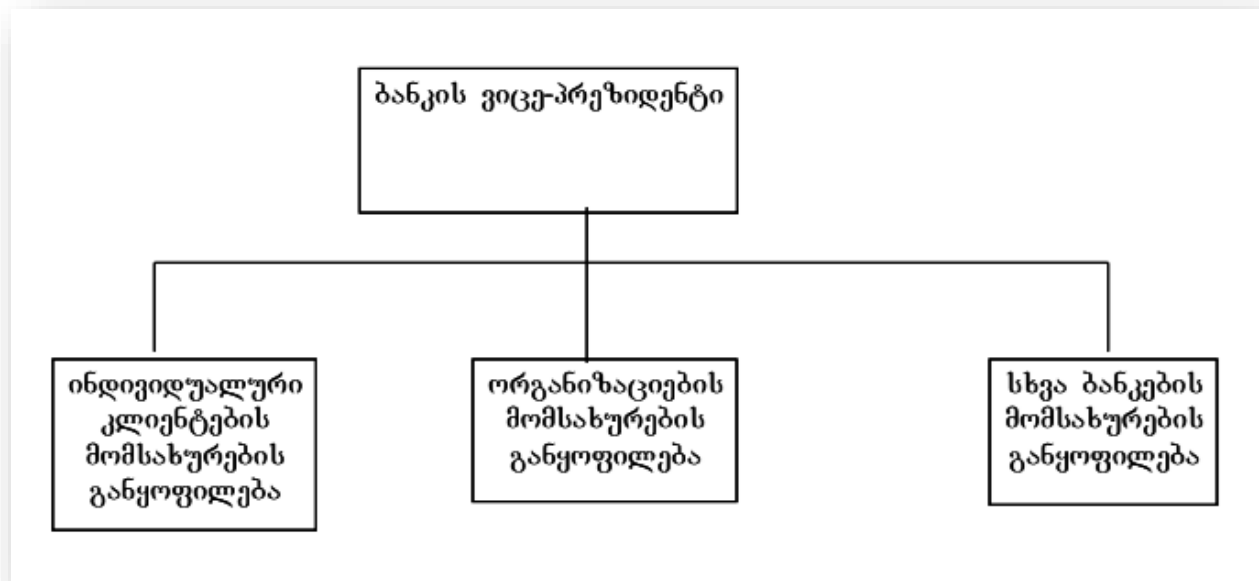 ბანკის ვიცე-პრეზიდენტი
ინდივიდუალური
კლიენტების
მომსახურების
განყოფილება
ორგანიზაციების
მომსახურების
განყოფილება
სხვა ბანკების
მომსახურების
განყოფილება